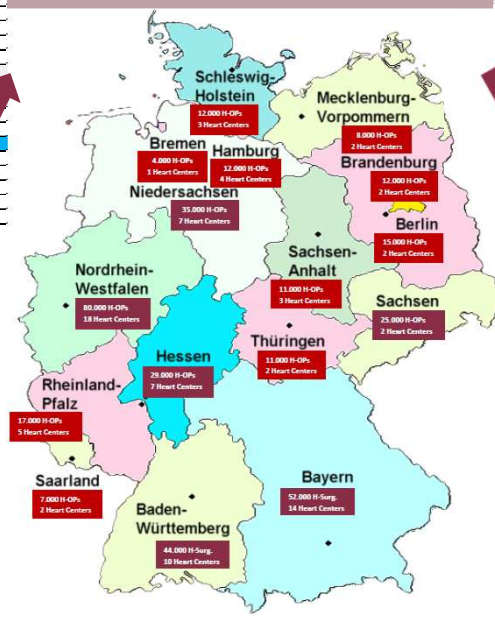 Schleswig-
Holstein
12.000 H-OPs
3 Heart Centers
Mecklenburg-
Vorpommern
8.000 H-OPs
2 Heart Centers
Bremen
4.000 H-OPs
1 Heart Centers
Hamburg
12.000 H-OPs
4 Heart Centers
Brandenburg
12.000 H-OPs
2 Heart Centers
Niedersachsen
35.000 H-OPs
7 Heart Centers
Berlin
15.000 H-OPs
2 Heart Centers
Sachsen-
Anhalt
11.000 H-OPs
3 Heart Centers
Nordrhein-
Westfalen
80.000 H-OPs
18 Heart Centers
Sachsen
25.000 H-OPs
2 Heart Centers
Thüringen
11.000 H-OPs
2 Heart Centers
Hessen
29.000 H-OPs
7 Heart Centers
Rheinland-
Pfalz
17.000 H-OPs
5 Heart Centers
Saarland
7.000 H-OPs
2 Heart Centers
Bayern
52.000 H-Surg.
14 Heart Centers
Baden-
Württemberg
44.000 H-Surg.
10 Heart Centers